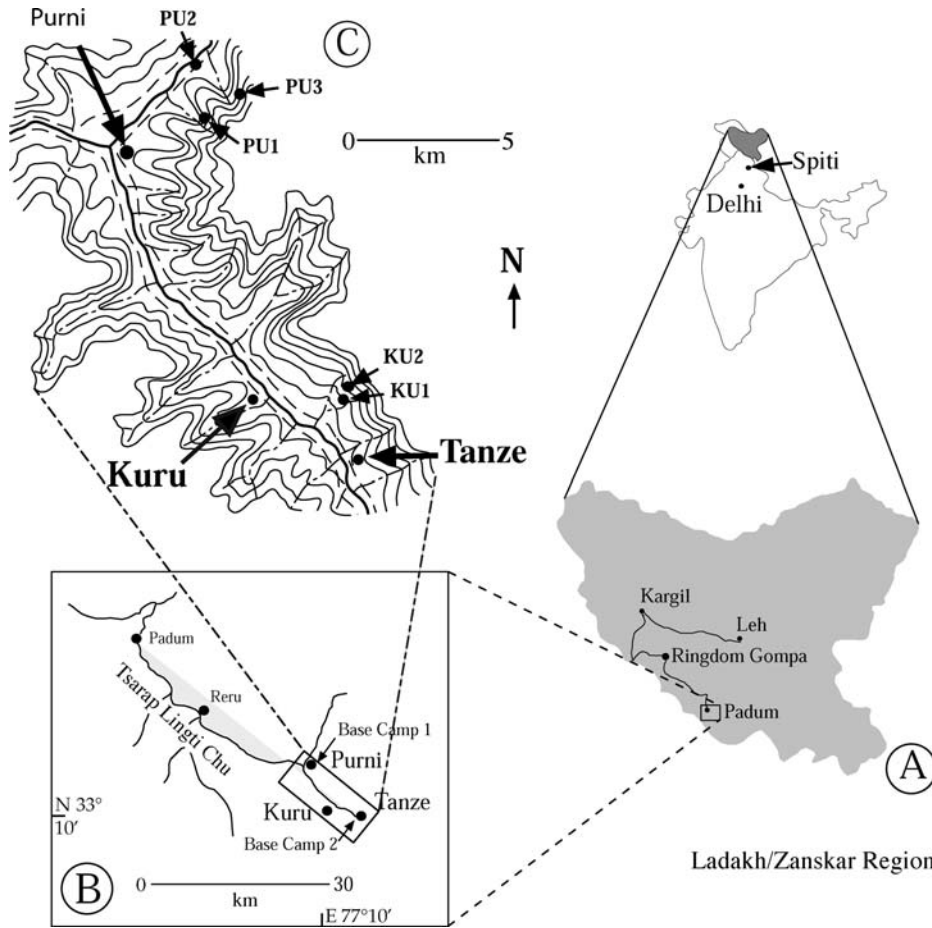 Purni
PU2
C
PU3
PU1
0 5
km
Spiti
Delhi
N
KU2
KU1
Kuru
Tanze
Kargil
Leh
Ringdom Gompa
Padum
A
Ladakh/Zanskar Region
Padum
Reru
Tsarap Lingti Chu
Base Camp 1
Purni
Kuru
Tanze
Base Camp 2
N 33°
10'
B
0 30
km
E 77°10'